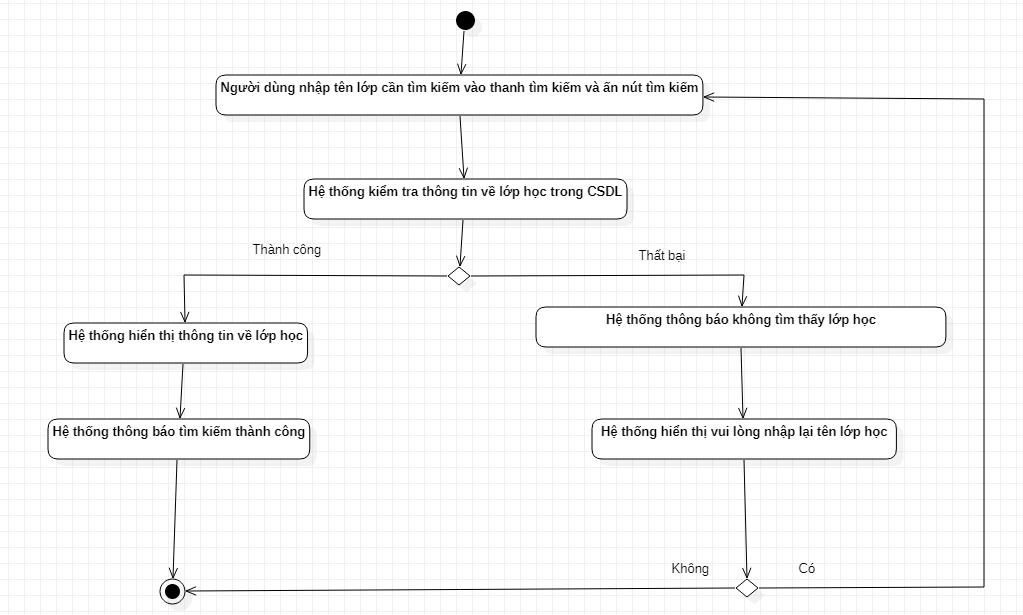 Người dùng nhập tên lớp cần tìm kiếm vào thanh tìm kiếm và ấn nút tìm kiếm
Hệ thống kiểm tra thông tin về lớp học trong CSDL
Thành công
Thất bại
Hệ thống hiển thị thông tin về lớp học
Hệ thống thông báo không tìm thấy lớp học
Hệ thống thông báo tìm kiếm thành công
Hệ thống hiển thị vui lòng nhập lại tên lớp học
Không
Có